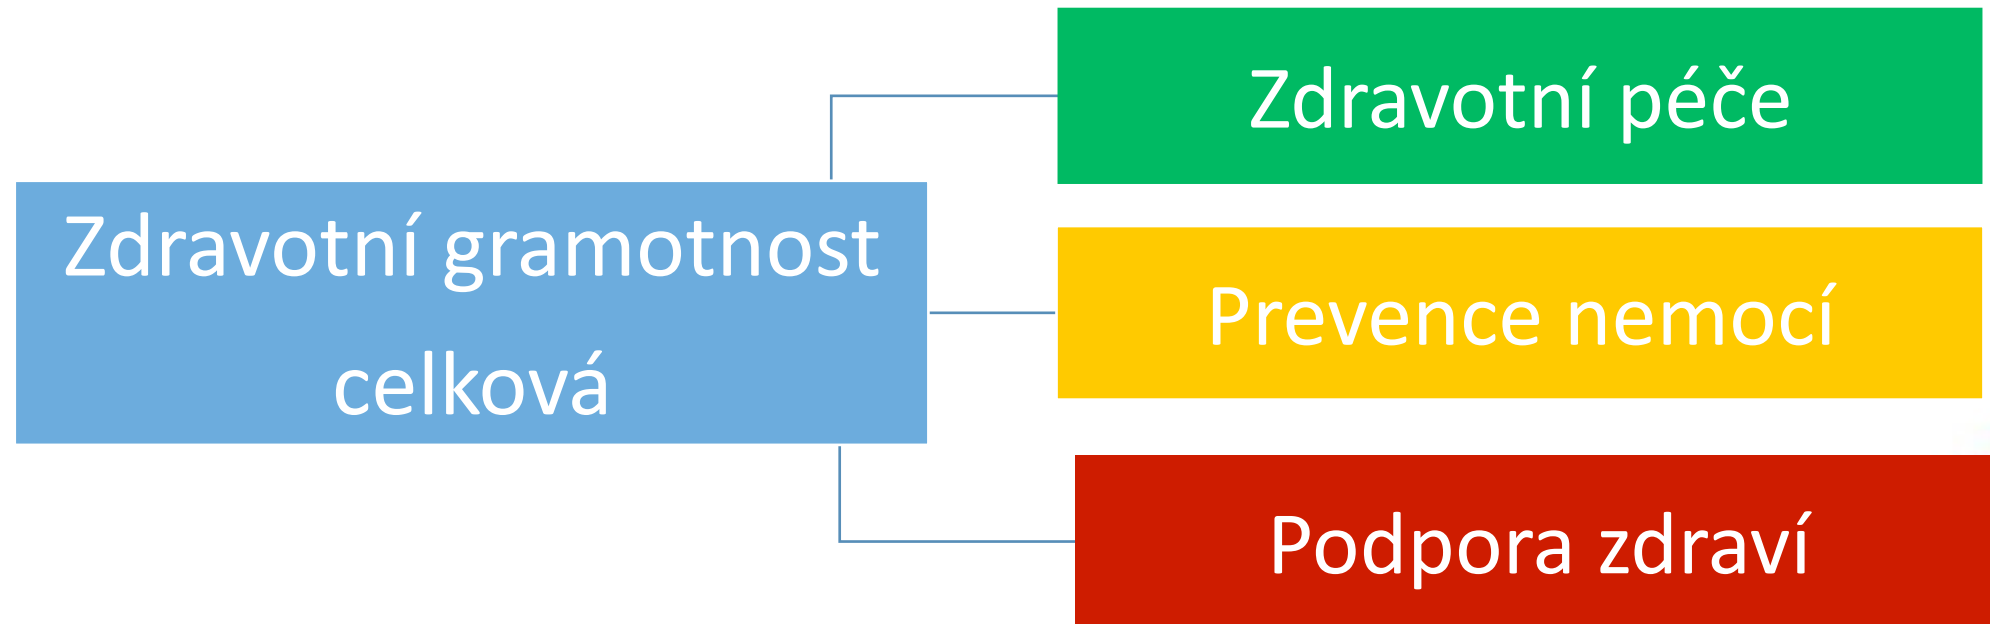 Zdravotní gramotnost
celková
Zdravotní péče
Prevence nemocí
Podpora zdraví